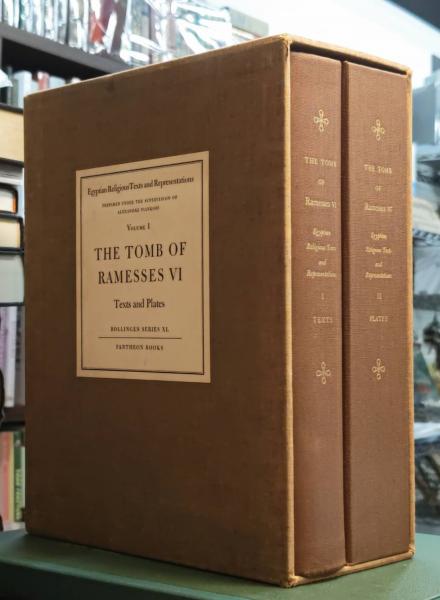 Egyptian Religious Texts and Representations
PREPARED UNDER THE SUPERVISION OF
ALEXANDRE PIANKOFF
VOLUME 1
THE TOMB OF
RAMESSES VI
Texts and Plates
BOLLINGEN SERIES XL
PANTHEON BOOKS
THE TOMB
OF
Ramesses VI
Egyptian
Religious Texts
and
Representations
I
TEXTS
THE TOMB
OF
Ramesses VI
Egyptian
Religious Texts
and
Representations
II
PLATES